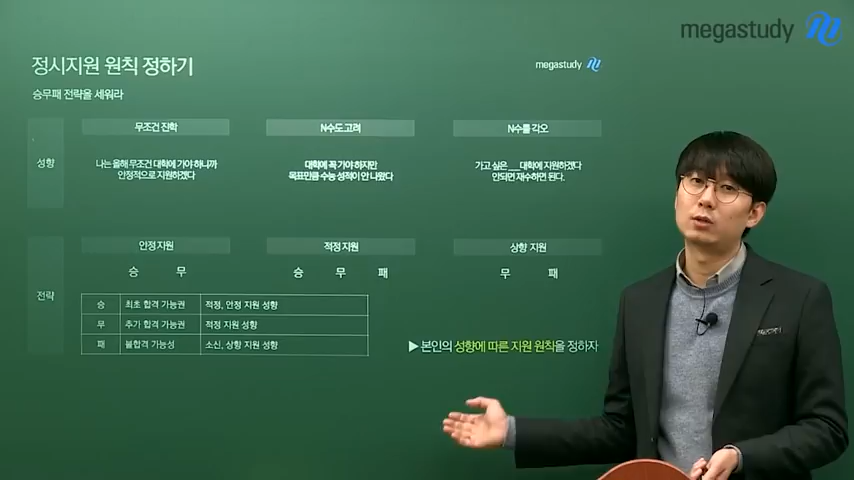 megastudy
정시지원 원칙 정하기
megastudy
승무패 전략을 세워라
성향
무조건 진학
N수도 고려
N수를 각오
나는 올해 무조건 대학에 가야 하니까
안정적으로 지원하겠다
대학에 꼭 가야 하지만
목표만큼 수능 성적이 안 나왔다
가고 싶은 __대학에 지원하겠다
안되면 재수하면 된다.
전략
안정 지원
적정 지원
상향 지원
승 무
승 무 패
무 패
승 최초 합격 가능권 적정, 안정 지원 성향
무 추가 합격 가능권 적정 지원 성향
패 불합격 가능성 소신, 상향 지원 성향
▶ 본인의 성향에 따른 지원 원칙을 정하자